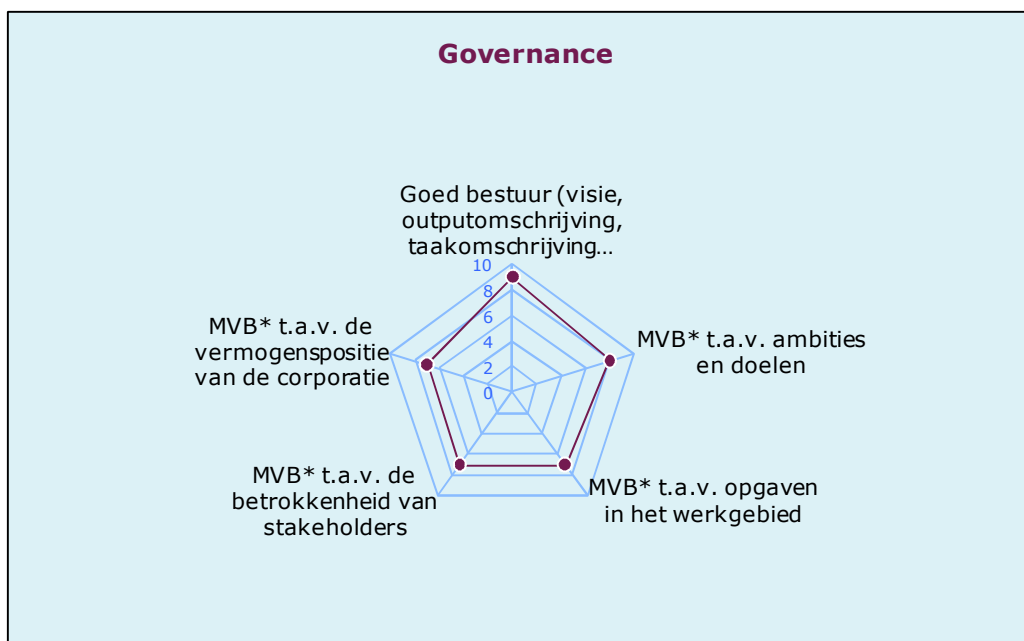 Governance
Goed bestuur (visie,
outputomschrijving,
taakomschrijving...
10
8
6
4
2
0
MVB* t.a.v. ambities
en doelen
MVB* t.a.v. opgaven
in het werkgebied
MVB* t.a.v. de
betrokkenheid van
stakeholders
MVB* t.a.v. de
vermogenspositie
van de corporatie